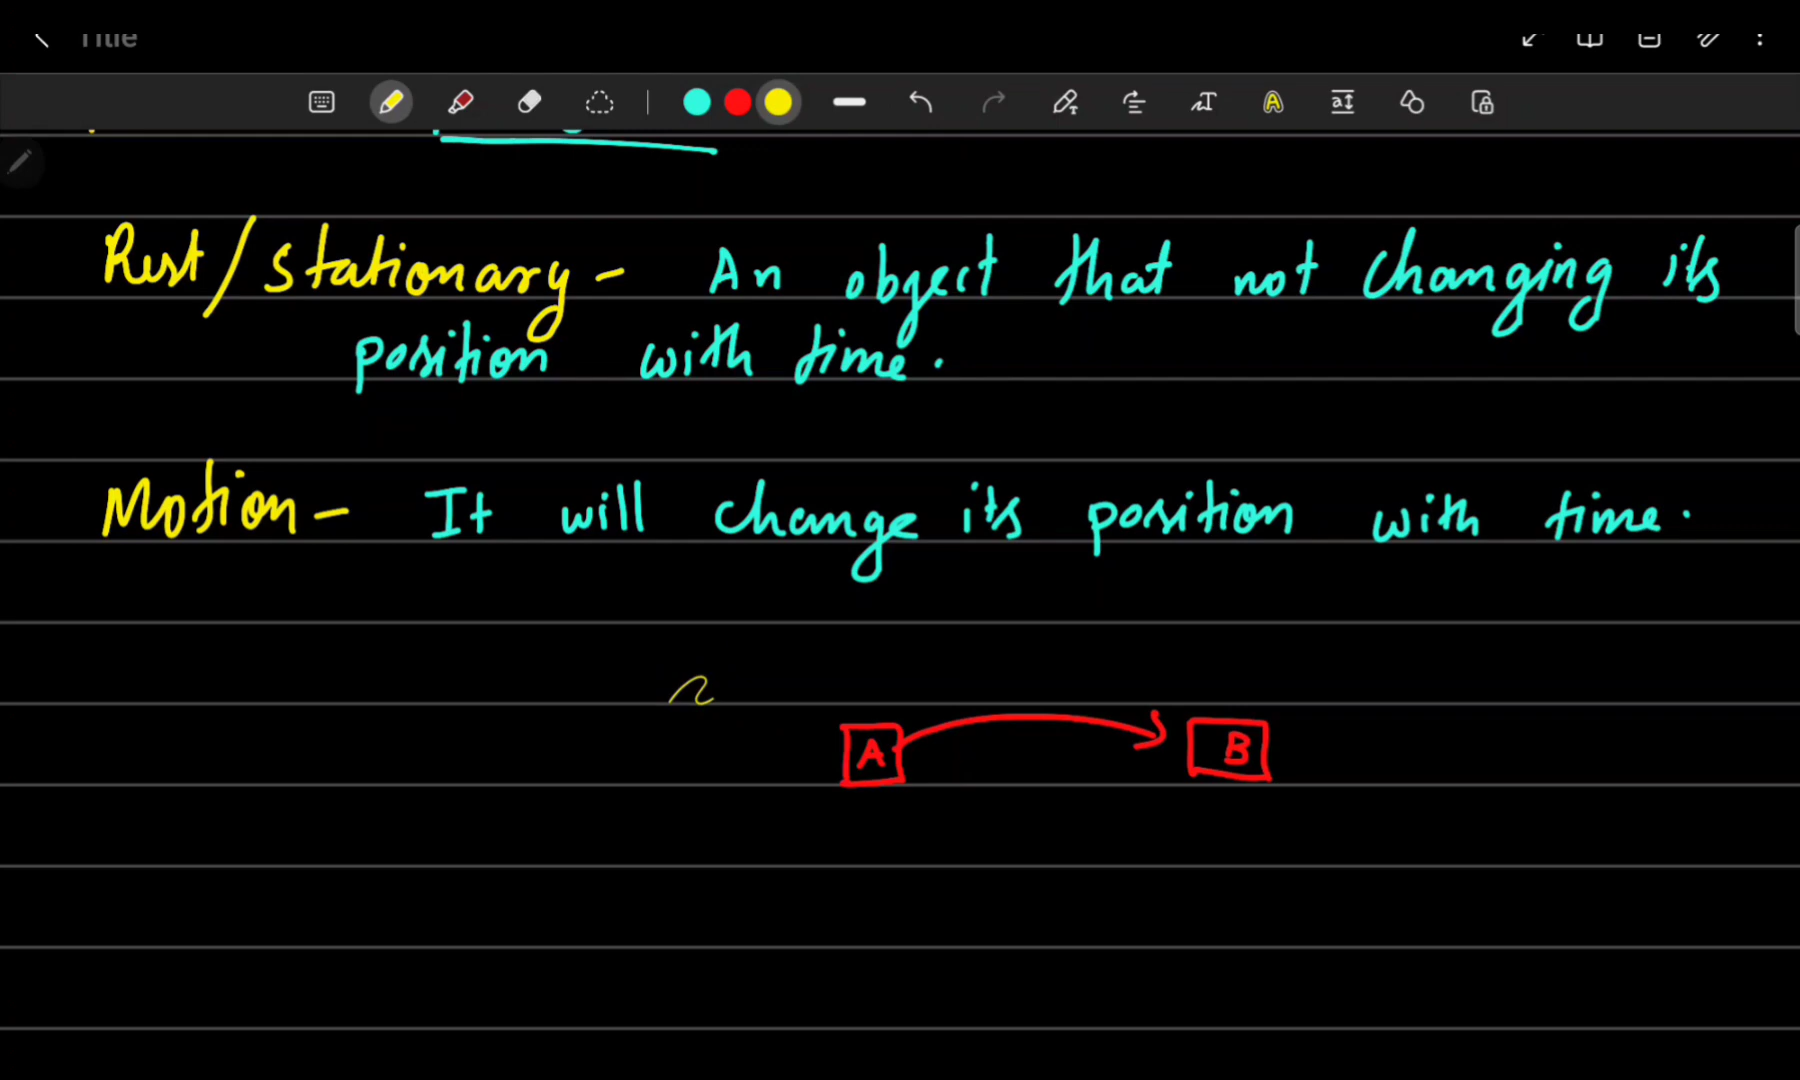 Title
Rest/stationary - An object that not changing its
position with time.
Motion - It will change its position with time.
A B